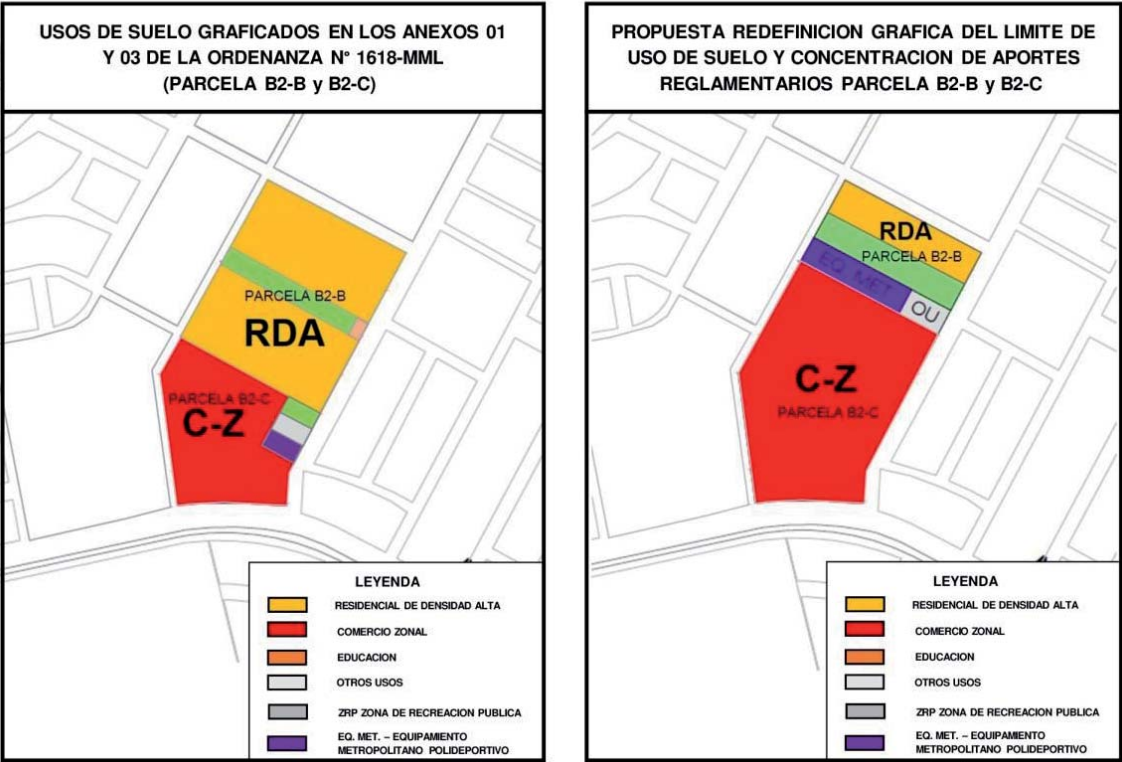 USOS DE SUELO GRAFICADOS EN LOS ANEXOS 01
Y 03 DE LA ORDENANZA N° 1618-MML
(PARCELA B2-B y B2-C)
PARCELA B2-B
RDA
PARCELA B2-C
C-Z
LEYENDA
RESIDENCIAL DE DENSIDAD ALTA
COMERCIO ZONAL
EDUCACION
OTROS USOS
ZRP ZONA DE RECREACION PUBLICA
EQ. MET. – EQUIPAMIENTO
METROPOLITANO POLIDEPORTIVO
PROPUESTA REDEFINICION GRAFICA DEL LIMITE DE
USO DE SUELO Y CONCENTRACION DE APORTES
REGLAMENTARIOS PARCELA B2-B y B2-C
RDA
PARCELA B2-B
EQ. MET.
OU
C-Z
PARCELA B2-C
LEYENDA
RESIDENCIAL DE DENSIDAD ALTA
COMERCIO ZONAL
EDUCACION
OTROS USOS
ZRP ZONA DE RECREACION PUBLICA
EQ. MET. – EQUIPAMIENTO
METROPOLITANO POLIDEPORTIVO